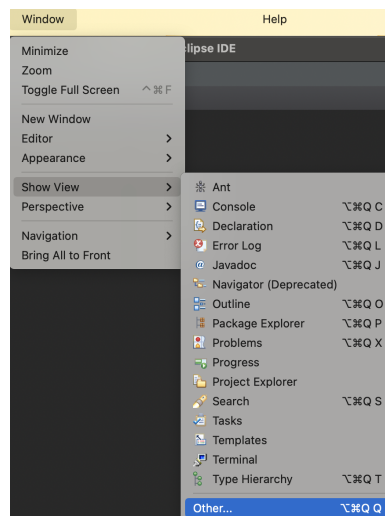 Window Help
clipse IDE
Minimize
Zoom
Toggle Full Screen ^⌘F
New Window
Editor
Appearance
Show View
Perspective
Navigation
Bring All to Front
Ant
Console ⌥⌘Q C
Declaration ⌥⌘Q D
Error Log ⌥⌘Q L
Javadoc ⌥⌘Q J
Navigator (Deprecated)
Outline ⌥⌘Q O
Package Explorer ⌥⌘Q P
Problems ⌥⌘Q X
Progress
Project Explorer
Search ⌥⌘Q S
Tasks
Templates
Terminal
Type Hierarchy ⌥⌘Q T
Other... ⌥⌘Q Q